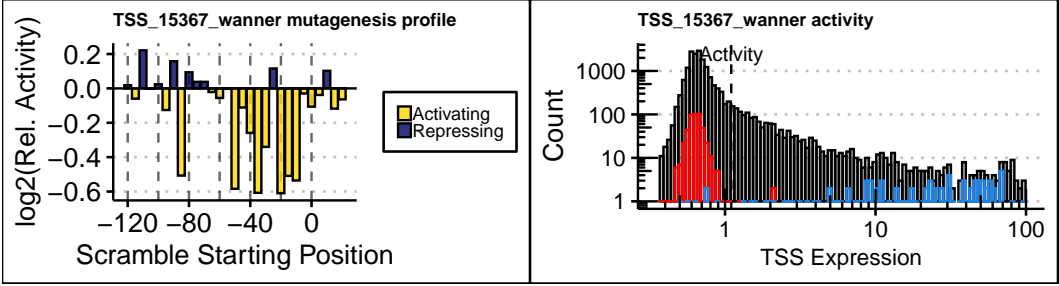 TSS_15367_wanner mutagenesis profile
log2(Rel. Activity)
0.2
0.0
−0.2
−0.4
−0.6
−120 −80 −40 0
Scramble Starting Position
Activating
Repressing
TSS_15367_wanner activity
Activity
Count
1000
100
10
1
1 10 100
TSS Expression